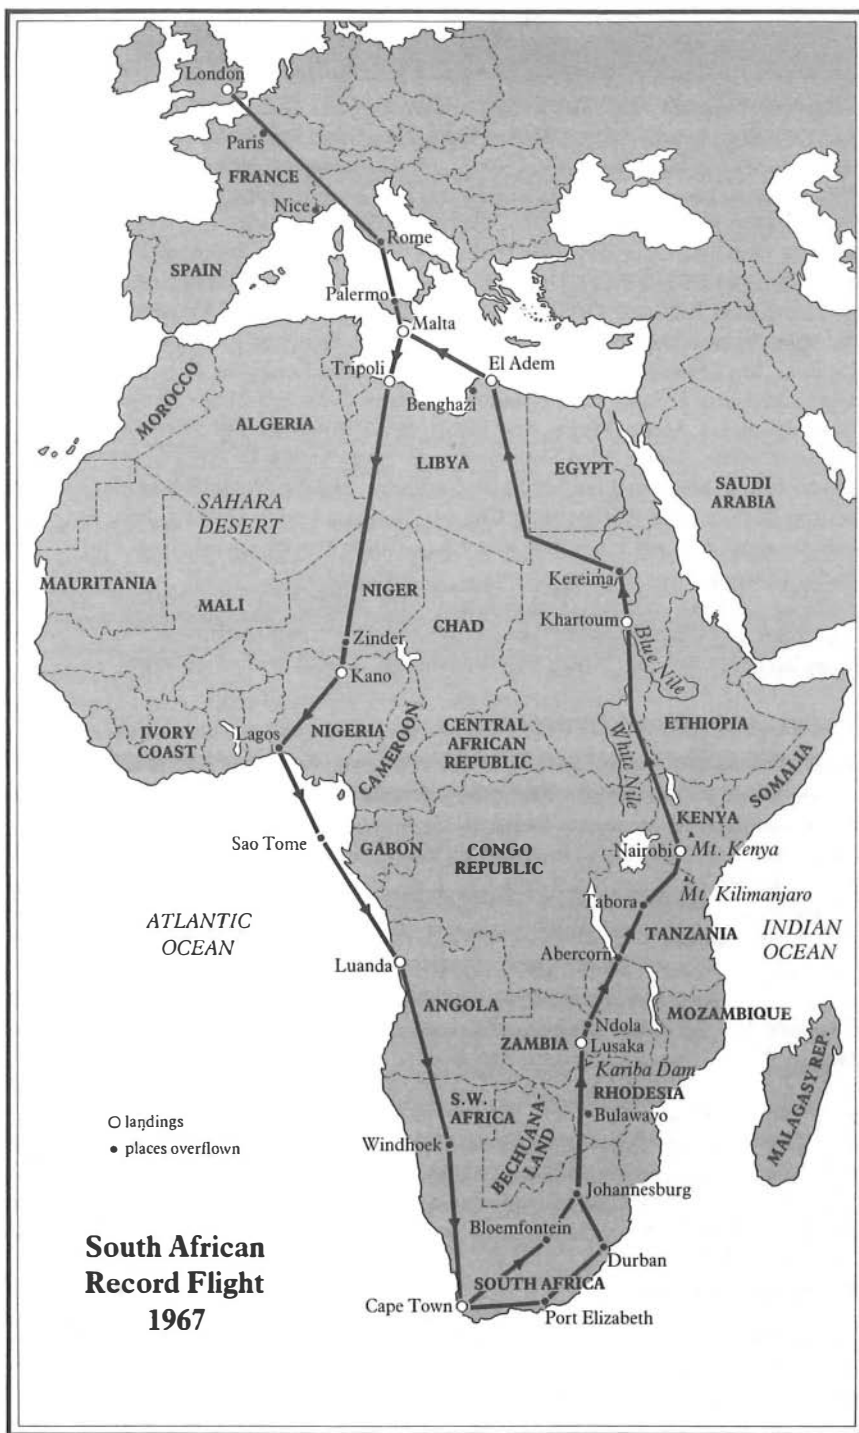 London
Paris
FRANCE
Nice
Rome
SPAIN
Palermo
Malta
Tripoli
El Adem
Benghazi
MOROCCO
ALGERIA
LIBYA
EGYPT
SAUDI
ARABIA
SAHARA
DESERT
Kereima
MAURITANIA
NIGER
MALI
CHAD
Khartoum
Zinder
Blue Nile
Kano
IVORY
COAST
Lagos
NIGERIA
CAMEROON
CENTRAL
AFRICAN
REPUBLIC
White Nile
ETHIOPIA
SOMALIA
KENYA
Sao Tome
GABON
CONGO
REPUBLIC
Nairobi
Mt. Kenya
Mt. Kilimanjaro
Tabora
ATLANTIC
OCEAN
TANZANIA
INDIAN
OCEAN
Luanda
Abercorn
ANGOLA
MOZAMBIQUE
Ndola
ZAMBIA
Lusaka
Kariba Dam
RHODESIA
MALAGASY REP.
S.W.
AFRICA
Bulawayo
landings
places overflown
Windhoek
BECHUANA-
LAND
Johannesburg
Bloemfontein
Durban
South African
Record Flight
1967
SOUTH AFRICA
Cape Town
Port Elizabeth